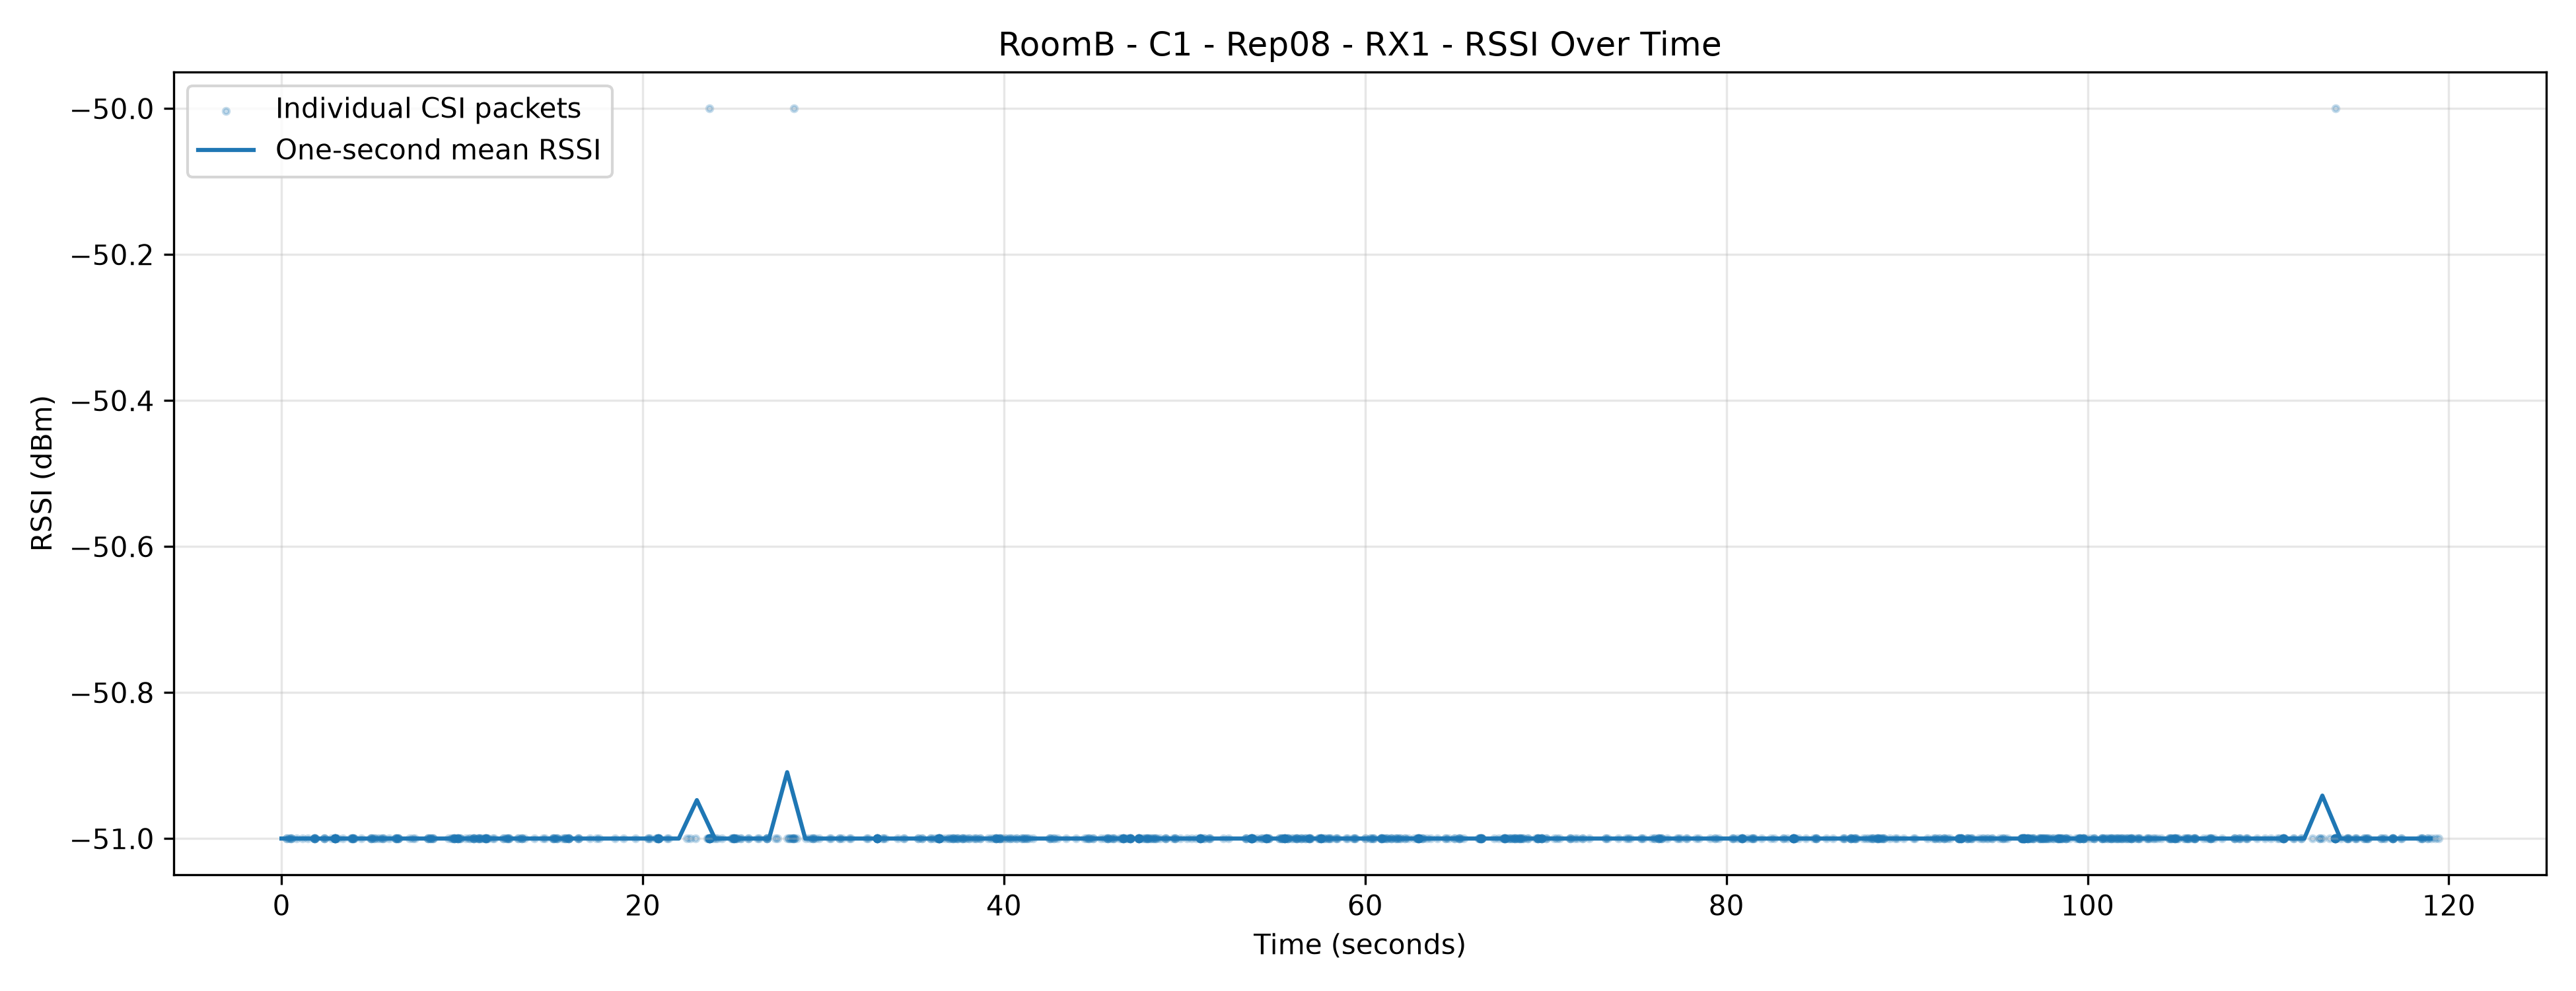 RoomB - C1 - Rep08 - RX1 - RSSI Over Time
Individual CSI packets
One-second mean RSSI
RSSI (dBm)
−50.0
−50.2
−50.4
−50.6
−50.8
−51.0
0 20 40 60 80 100 120
Time (seconds)